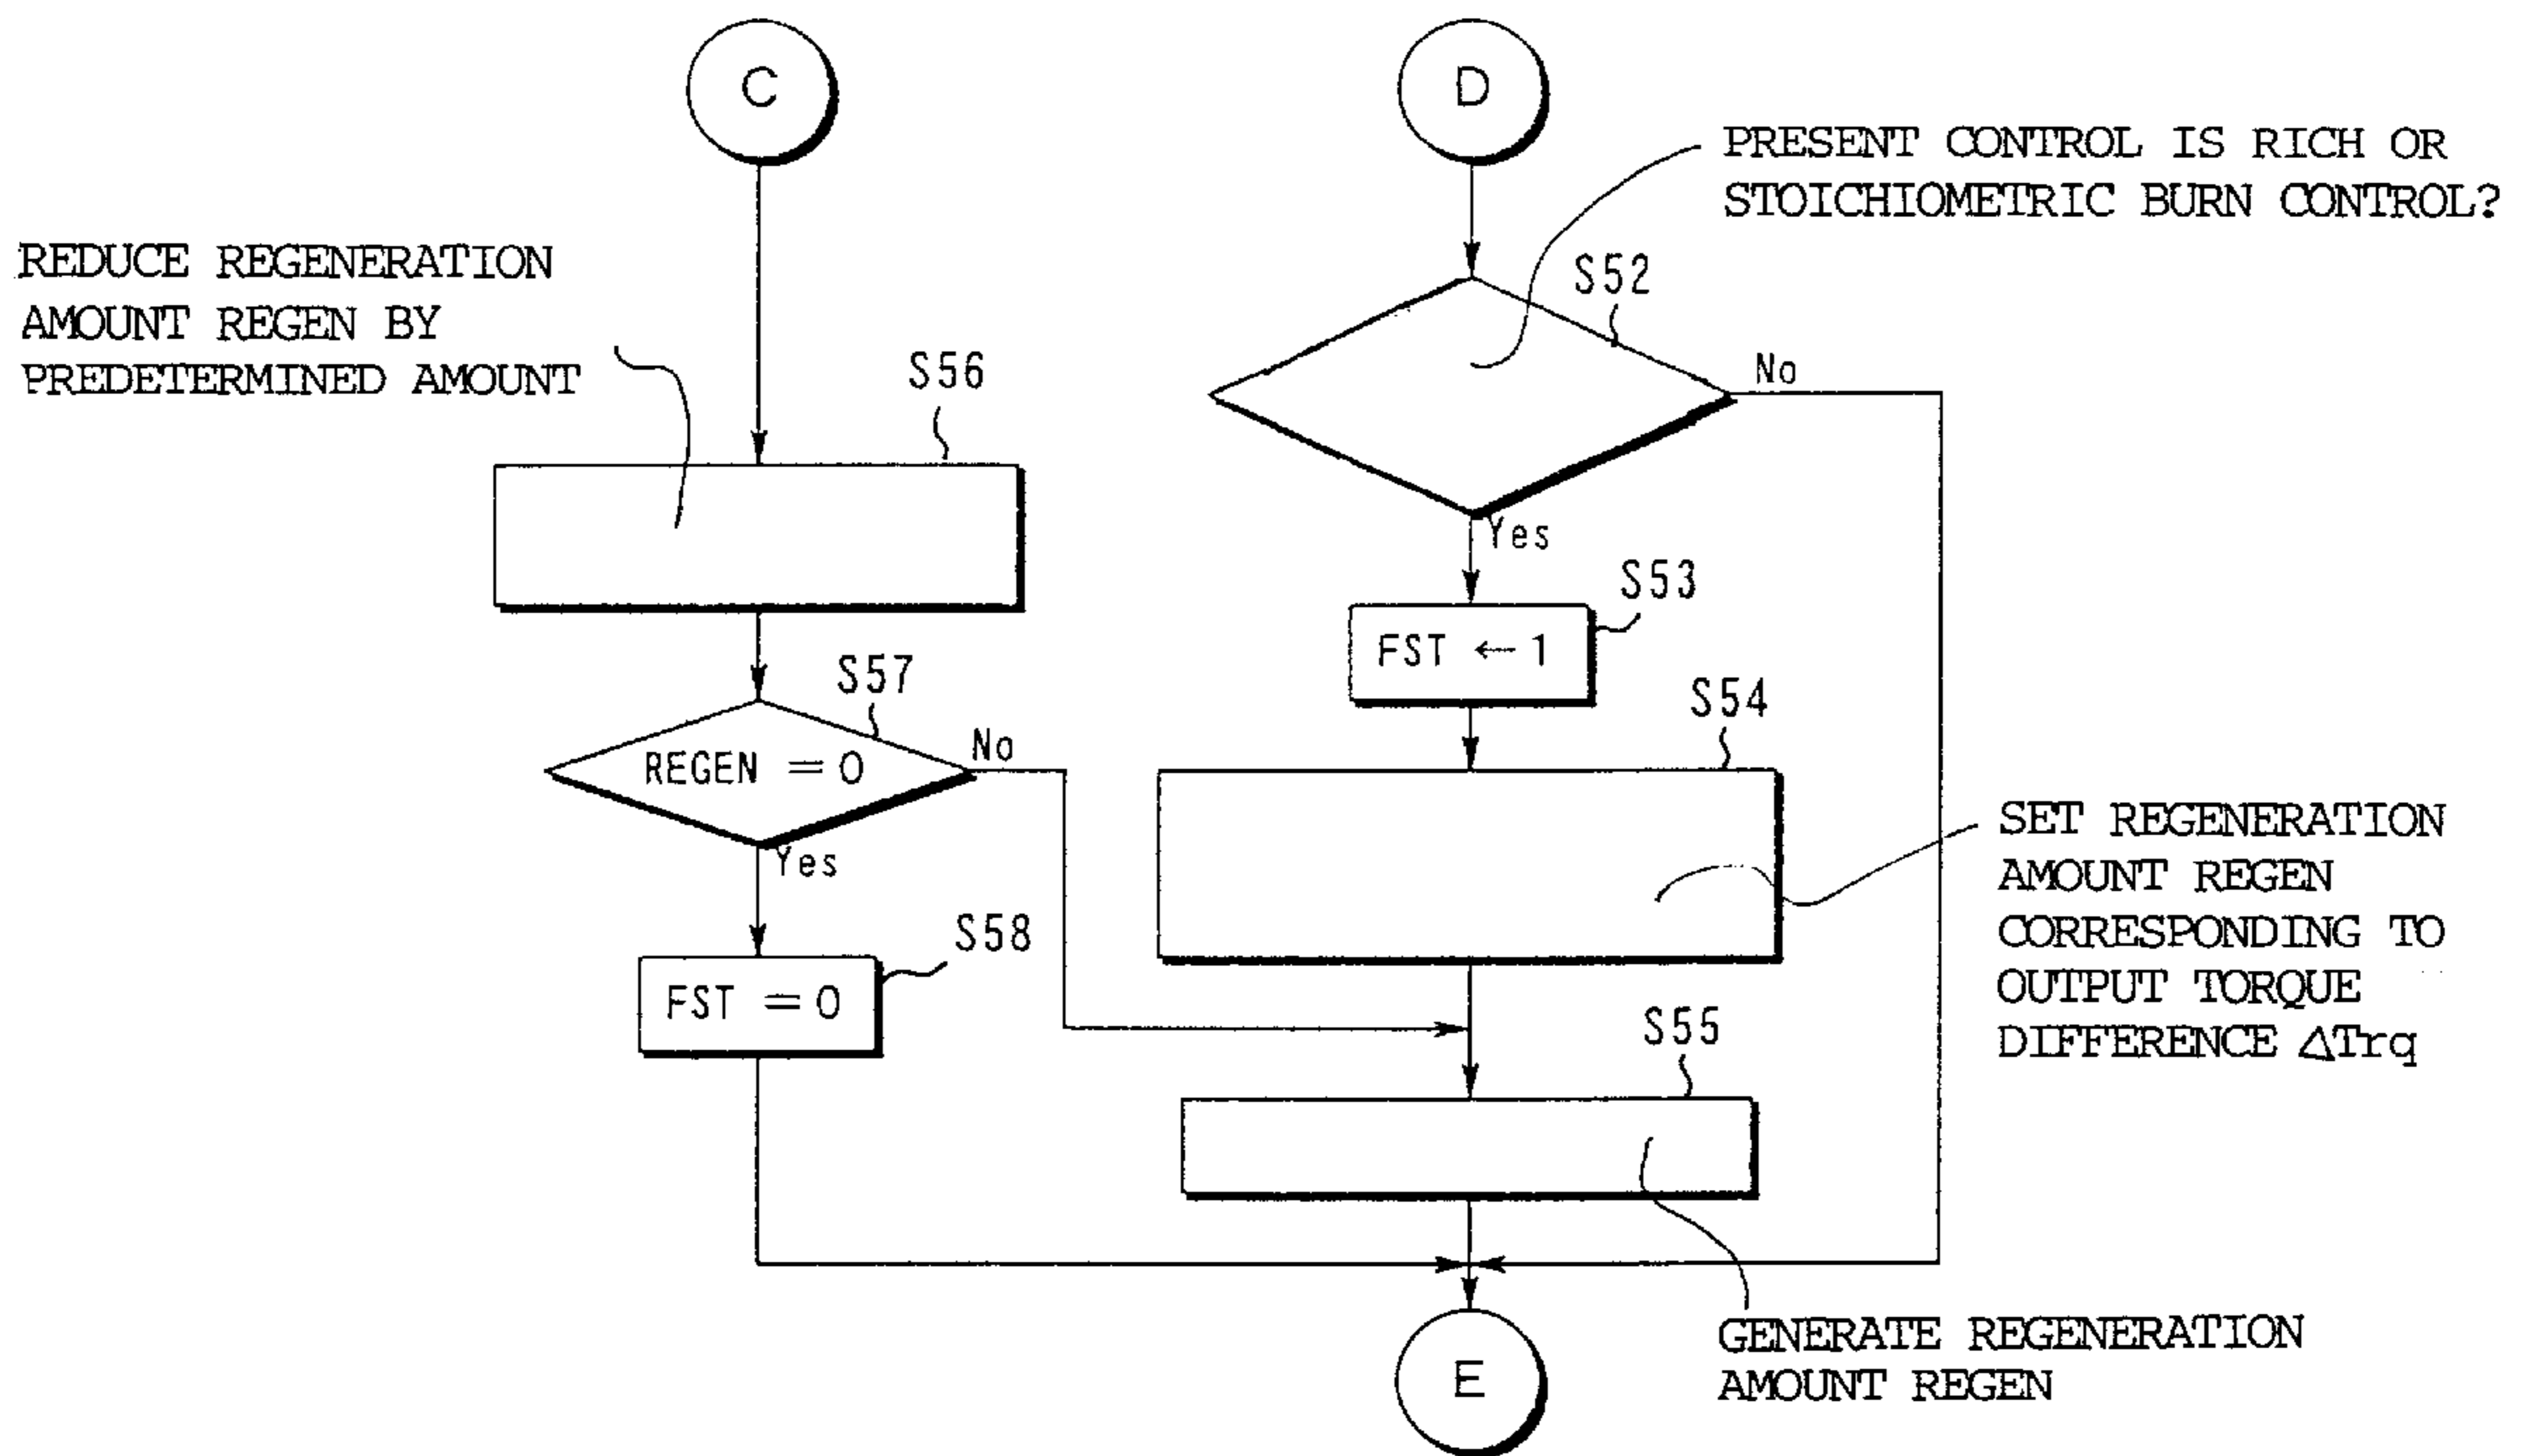 C
D
PRESENT CONTROL IS RICH OR
STOICHIOMETRIC BURN CONTROL?
REDUCE REGENERATION
AMOUNT REGEN BY
PREDETERMINED AMOUNT
S52
No
S56
Yes
S53
FST ← 1
S57
S54
REGEN = 0
No
Yes
SET REGENERATION
AMOUNT REGEN
CORRESPONDING TO
OUTPUT TORQUE
DIFFERENCE △Trq
S58
FST = 0
S55
GENERATE REGENERATION
AMOUNT REGEN
E